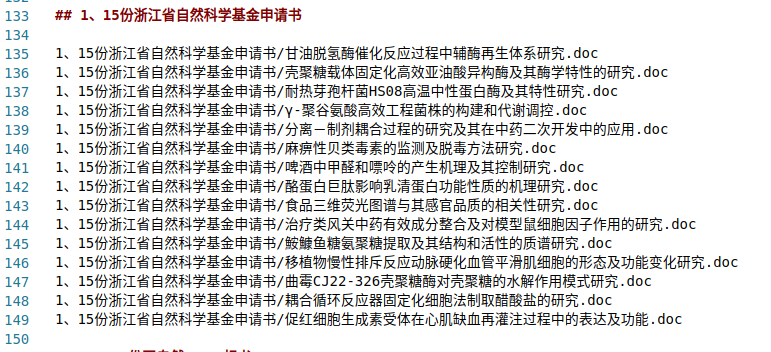 133 ## 1、15份浙江省自然科学基金申请书
134
135 1、15份浙江省自然科学基金申请书/甘油脱氢酶催化反应过程中辅酶再生体系研究.doc
136 1、15份浙江省自然科学基金申请书/壳聚糖载体固定化高效亚油酸异构酶及其酶学特性的研究.doc
137 1、15份浙江省自然科学基金申请书/耐热芽孢杆菌HS08高温中性蛋白酶及其特性研究.doc
138 1、15份浙江省自然科学基金申请书/γ-聚谷氨酸高效工程菌株的构建和代谢调控.doc
139 1、15份浙江省自然科学基金申请书/分离－制剂耦合过程的研究及其在中药二次开发中的应用.doc
140 1、15份浙江省自然科学基金申请书/麻痹性贝类毒素的监测及脱毒方法研究.doc
141 1、15份浙江省自然科学基金申请书/啤酒中甲醛和嘌呤的产生机理及其控制研究.doc
142 1、15份浙江省自然科学基金申请书/酪蛋白巨肽影响乳清蛋白功能性质的机理研究.doc
143 1、15份浙江省自然科学基金申请书/食品三维荧光图谱与其感官品质的相关性研究.doc
144 1、15份浙江省自然科学基金申请书/治疗类风关中药有效成分整合及对模型鼠细胞因子作用的研究.doc
145 1、15份浙江省自然科学基金申请书/鮟鱇鱼糖氨聚糖提取及其结构和活性的质谱研究.doc
146 1、15份浙江省自然科学基金申请书/移植物慢性排斥反应动脉硬化血管平滑肌细胞的形态及功能变化研究.doc
147 1、15份浙江省自然科学基金申请书/曲霉CJ22-326壳聚糖酶对壳聚糖的水解作用模式研究.doc
148 1、15份浙江省自然科学基金申请书/耦合循环反应器固定化细胞法制取醋酸盐的研究.doc
149 1、15份浙江省自然科学基金申请书/促红细胞生成素受体在心肌缺血再灌注过程中的表达及功能.doc
150